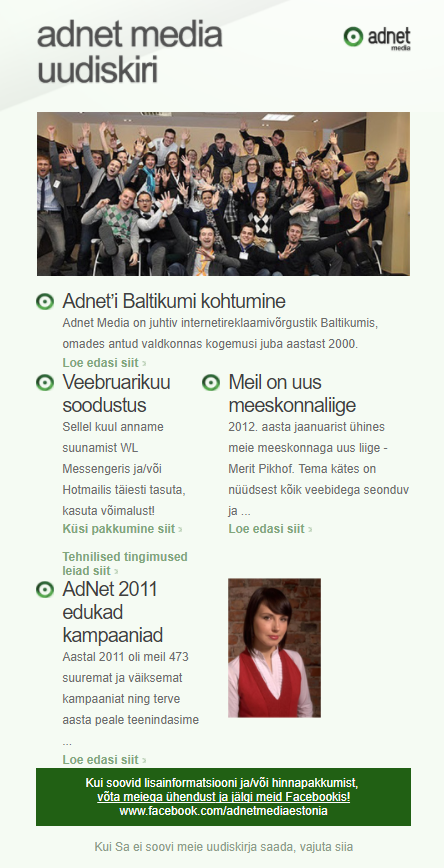 adnet media
uudiskiri
adnet
media
Adnet'i Baltikumi kohtumine
Adnet Media on juhtiv internetireklaamivõrgustik Baltikumis,
omades antud valdkonnas kogemusi juba aastast 2000.
Loe edasi siit ›
Veebruarikuu
soodustus
Sellel kuul anname
suunamist WL
Messengeris ja/või
Hotmailis täiesti tasuta,
kasuta võimalust!
Küsi pakkumine siit ›
Tehnilised tingimused
leiad siit ›
Meil on uus
meeskonnaliige
2012. aasta jaanuarist ühines
meie meeskonnaga uus liige -
Merit Pikhof. Tema kätes on
nüüdsest kõik veebidega seonduv
ja ...
Loe edasi siit ›
AdNet 2011
edukad
kampaaniad
Aastal 2011 oli meil 473
suuremat ja väiksemat
kampaaniat ning terve
aasta peale teenindasime
...
Loe edasi siit ›
Kui soovid lisainformatsiooni ja/või hinnapakkumist,
võta meiega ühendust ja jälgi meid Facebookis!
www.facebook.com/adnetmediaestonia
Kui Sa ei soovi meie uudiskirja saada, vajuta siia